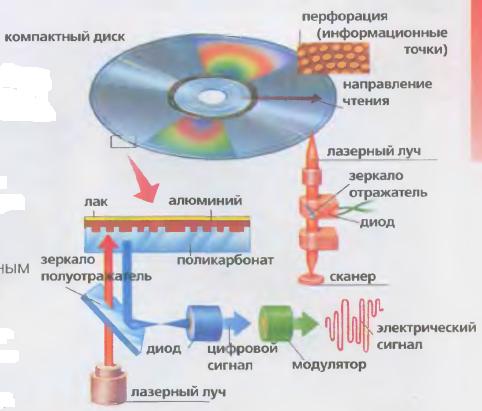 компактный диск
перфорация
(информационные
точки)
направление
чтения
лазерный луч
зеркало
отражатель
диод
сканер
лак
алюминий
поликарбонат
ным
зеркало
полуотражатель
диод
цифровой
сигнал
модулятор
электрический
сигнал
лазерный луч